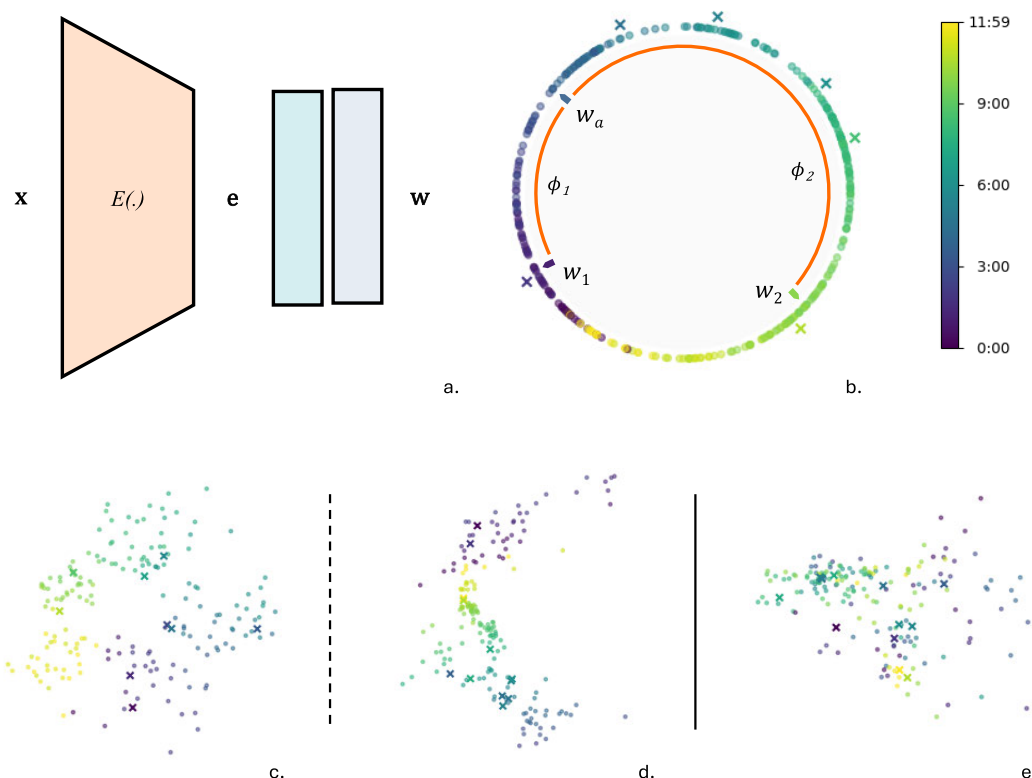 x
E(.)
e
w
a.
w_a
ϕ_1
ϕ_2
w_1
w_2
b.
11:59
9:00
6:00
3:00
0:00
c.
d.
e